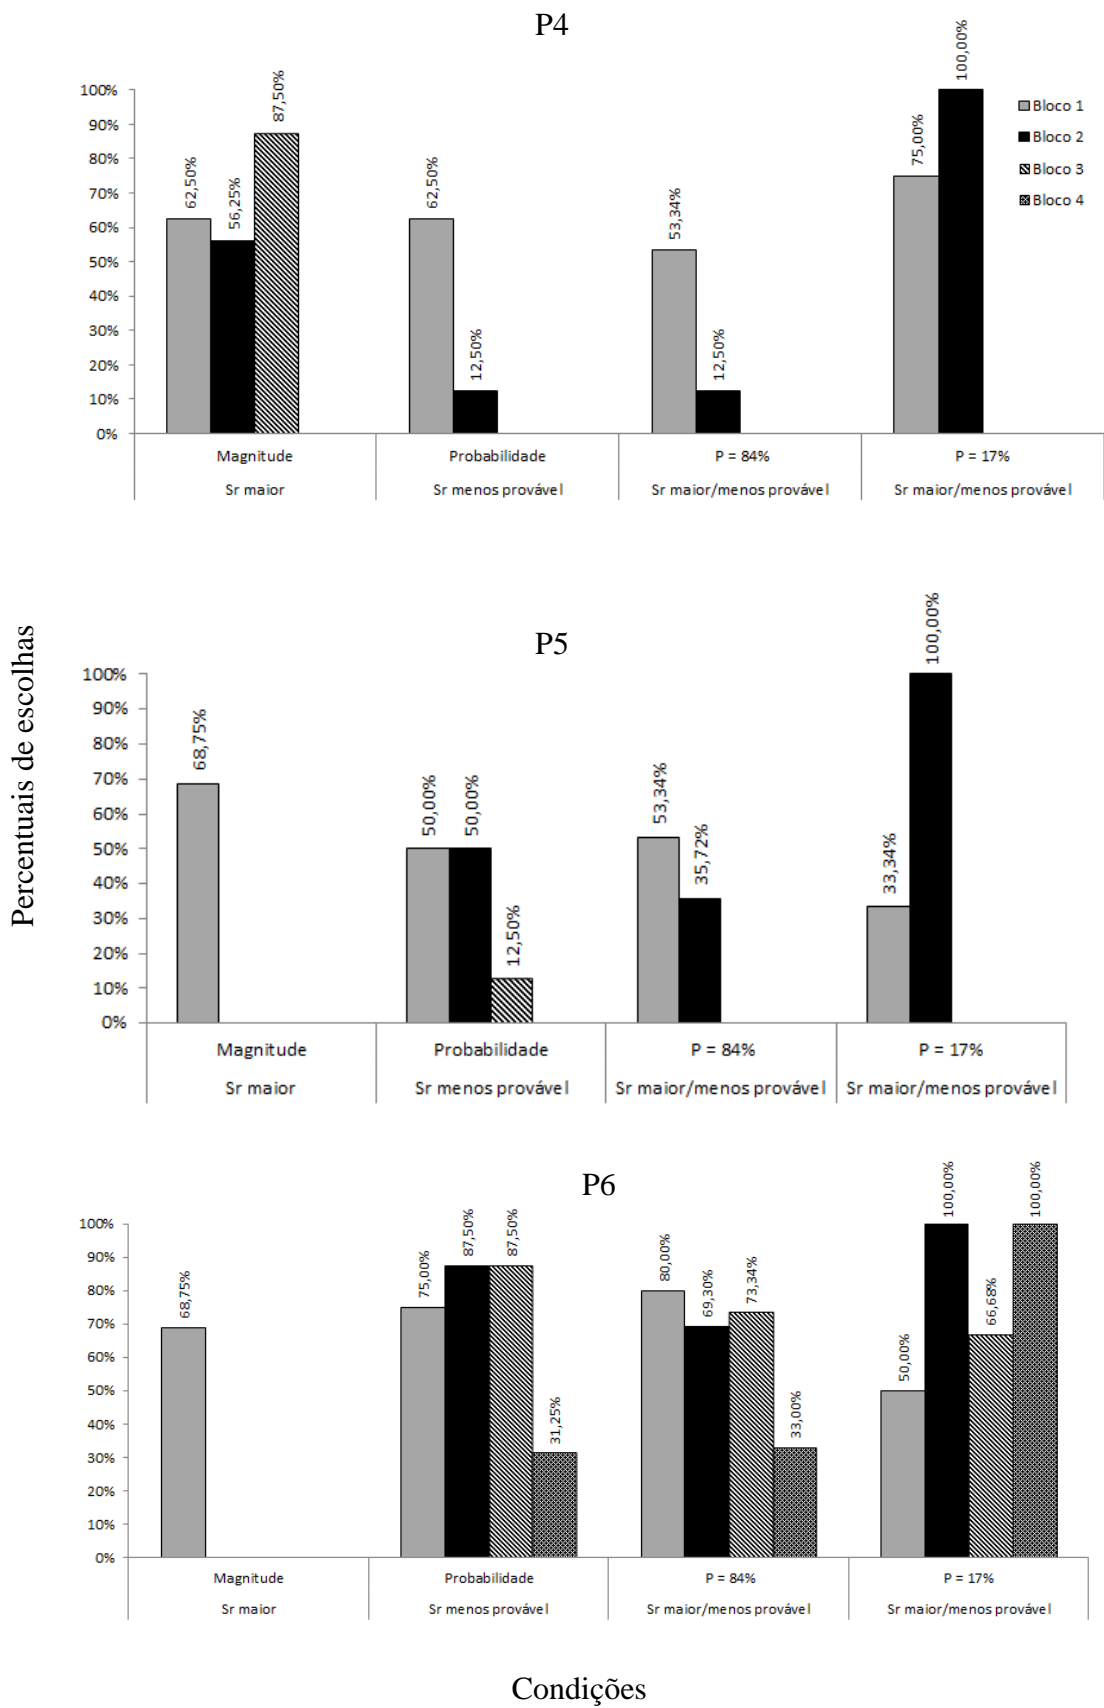 P4
100%
90%
80%
70%
60%
50%
40%
30%
20%
10%
0%
62,50%
56,25%
87,50%
62,50%
12,50%
53,34%
12,50%
75,00%
100,00%
Bloco 1
Bloco 2
Bloco 3
Bloco 4
Magnitude
Probabilidade
P = 84%
P = 17%
Sr maior
Sr menos provável
Sr maior/menos provável
Sr maior/menos provável
Percentuais de escolhas
P5
100%
90%
80%
70%
60%
50%
40%
30%
20%
10%
0%
68,75%
50,00%
50,00%
12,50%
53,34%
35,72%
33,34%
100,00%
Magnitude
Probabilidade
P = 84%
P = 17%
Sr maior
Sr menos provável
Sr maior/menos provável
Sr maior/menos provável
P6
100%
90%
80%
70%
60%
50%
40%
30%
20%
10%
0%
68,75%
75,00%
87,50%
87,50%
31,25%
80,00%
69,30%
73,34%
33,00%
50,00%
100,00%
66,68%
100,00%
Magnitude
Probabilidade
P = 84%
P = 17%
Sr maior
Sr menos provável
Sr maior/menos provável
Sr maior/menos provável
Condições